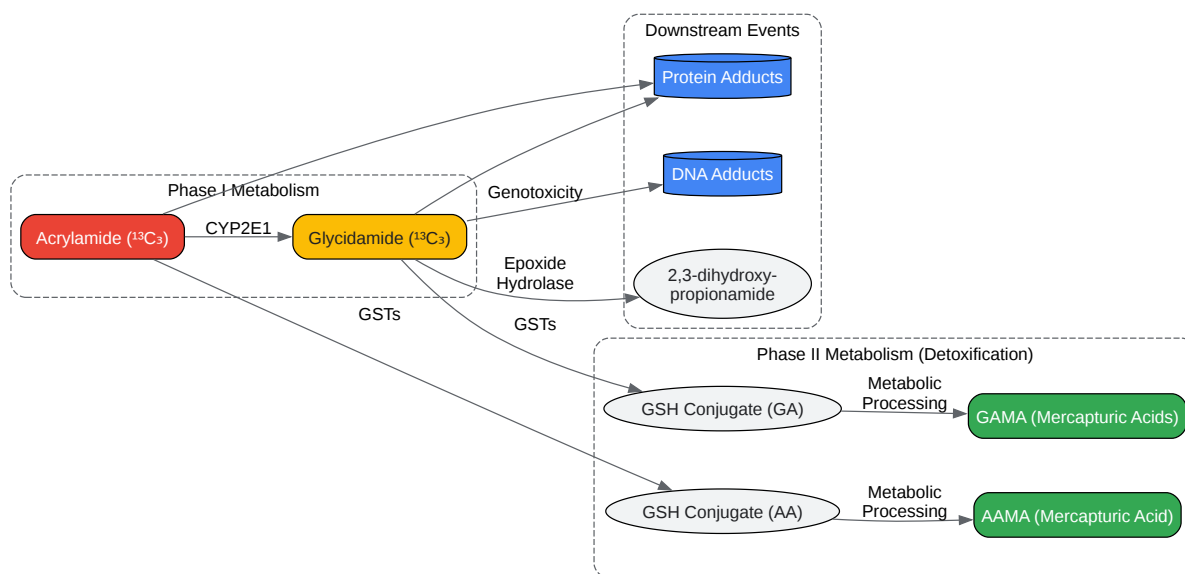 Downstream Events
Protein Adducts
DNA Adducts
Phase I Metabolism
Genotoxicity
Acrylamide (¹³C₃)
CYP2E1
Glycidamide (¹³C₃)
Epoxide
Hydrolase
2,3-dihydroxy-
propionamide
GSTs
GSTs
Phase II Metabolism (Detoxification)
GSH Conjugate (GA)
Metabolic
Processing
GAMA (Mercapturic Acids)
GSH Conjugate (AA)
Metabolic
Processing
AAMA (Mercapturic Acid)